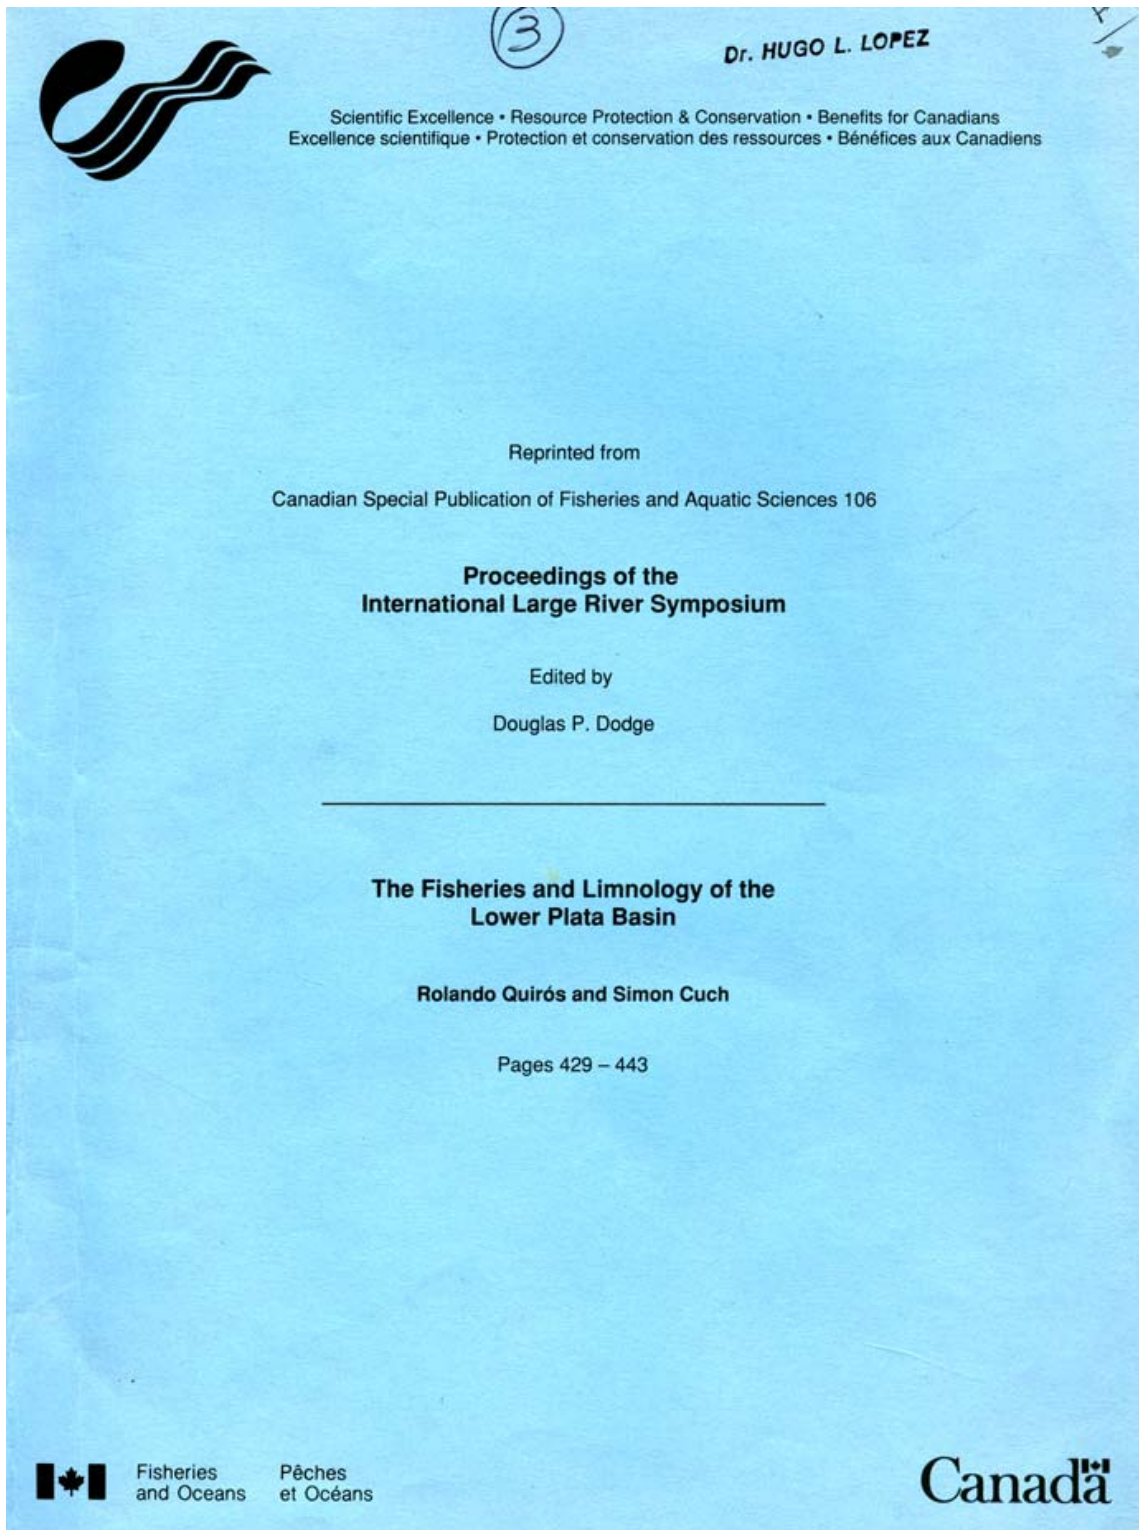 3
Dr. HUGO L. LOPEZ
Scientific Excellence • Resource Protection & Conservation • Benefits for Canadians
Excellence scientifique • Protection et conservation des ressources • Bénéfices aux Canadiens
Reprinted from
Canadian Special Publication of Fisheries and Aquatic Sciences 106
Proceedings of the
International Large River Symposium
Edited by
Douglas P. Dodge
The Fisheries and Limnology of the
Lower Plata Basin
Rolando Quirós and Simon Cuch
Pages 429 – 443
Fisheries
and Oceans
Pêches
et Océans
Canada